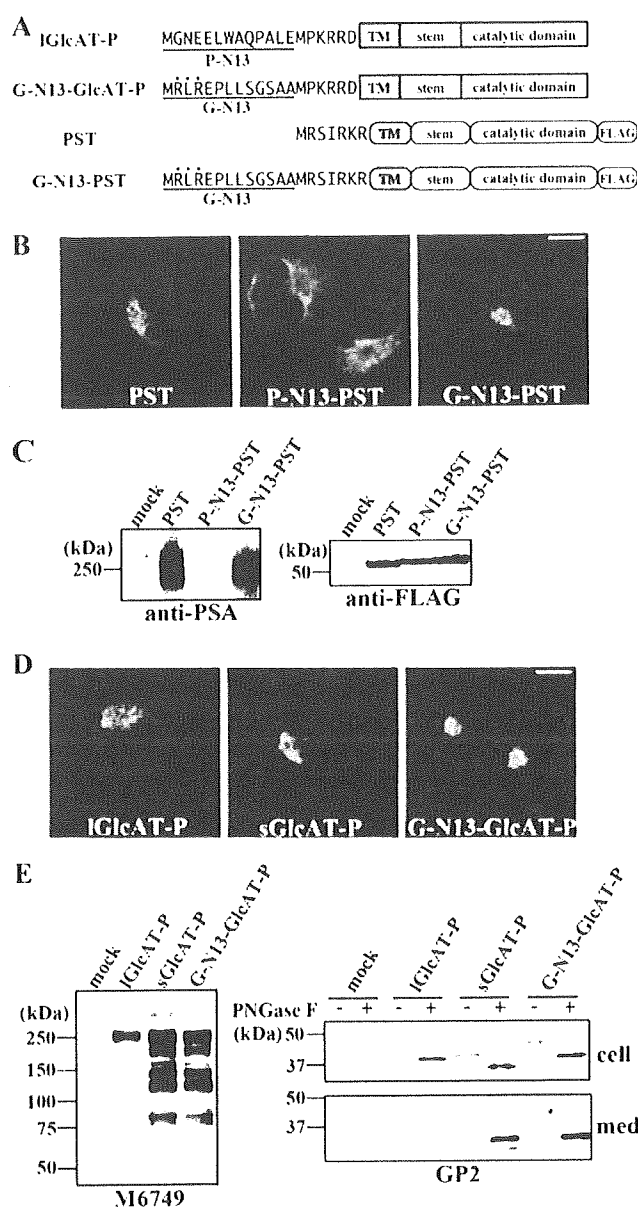 A
lGlcAT-P MGNEELWAQPALEMPKRRD TM stem catalytic domain
P-N13
G-N13-GlcAT-P MRLREPLLSGSAAMPKRRD TM stem catalytic domain
G-N13
PST MRSIRKR TM stem catalytic domain FLAG
G-N13-PST MRLREPLLSGSAAMRSIRKR TM stem catalytic domain FLAG
G-N13
B
PST P-N13-PST G-N13-PST
C
mock PST P-N13-PST G-N13-PST
(kDa)
250
anti-PSA
mock PST P-N13-PST G-N13-PST
(kDa)
50
anti-FLAG
D
lGlcAT-P sGlcAT-P G-N13-GlcAT-P
E
mock lGlcAT-P sGlcAT-P G-N13-GlcAT-P
(kDa)
250
150
100
75
50
M6749
mock lGlcAT-P sGlcAT-P G-N13-GlcAT-P
PNGase F - + - + - + - +
(kDa) 50
37
cell
50
37
med
GP2